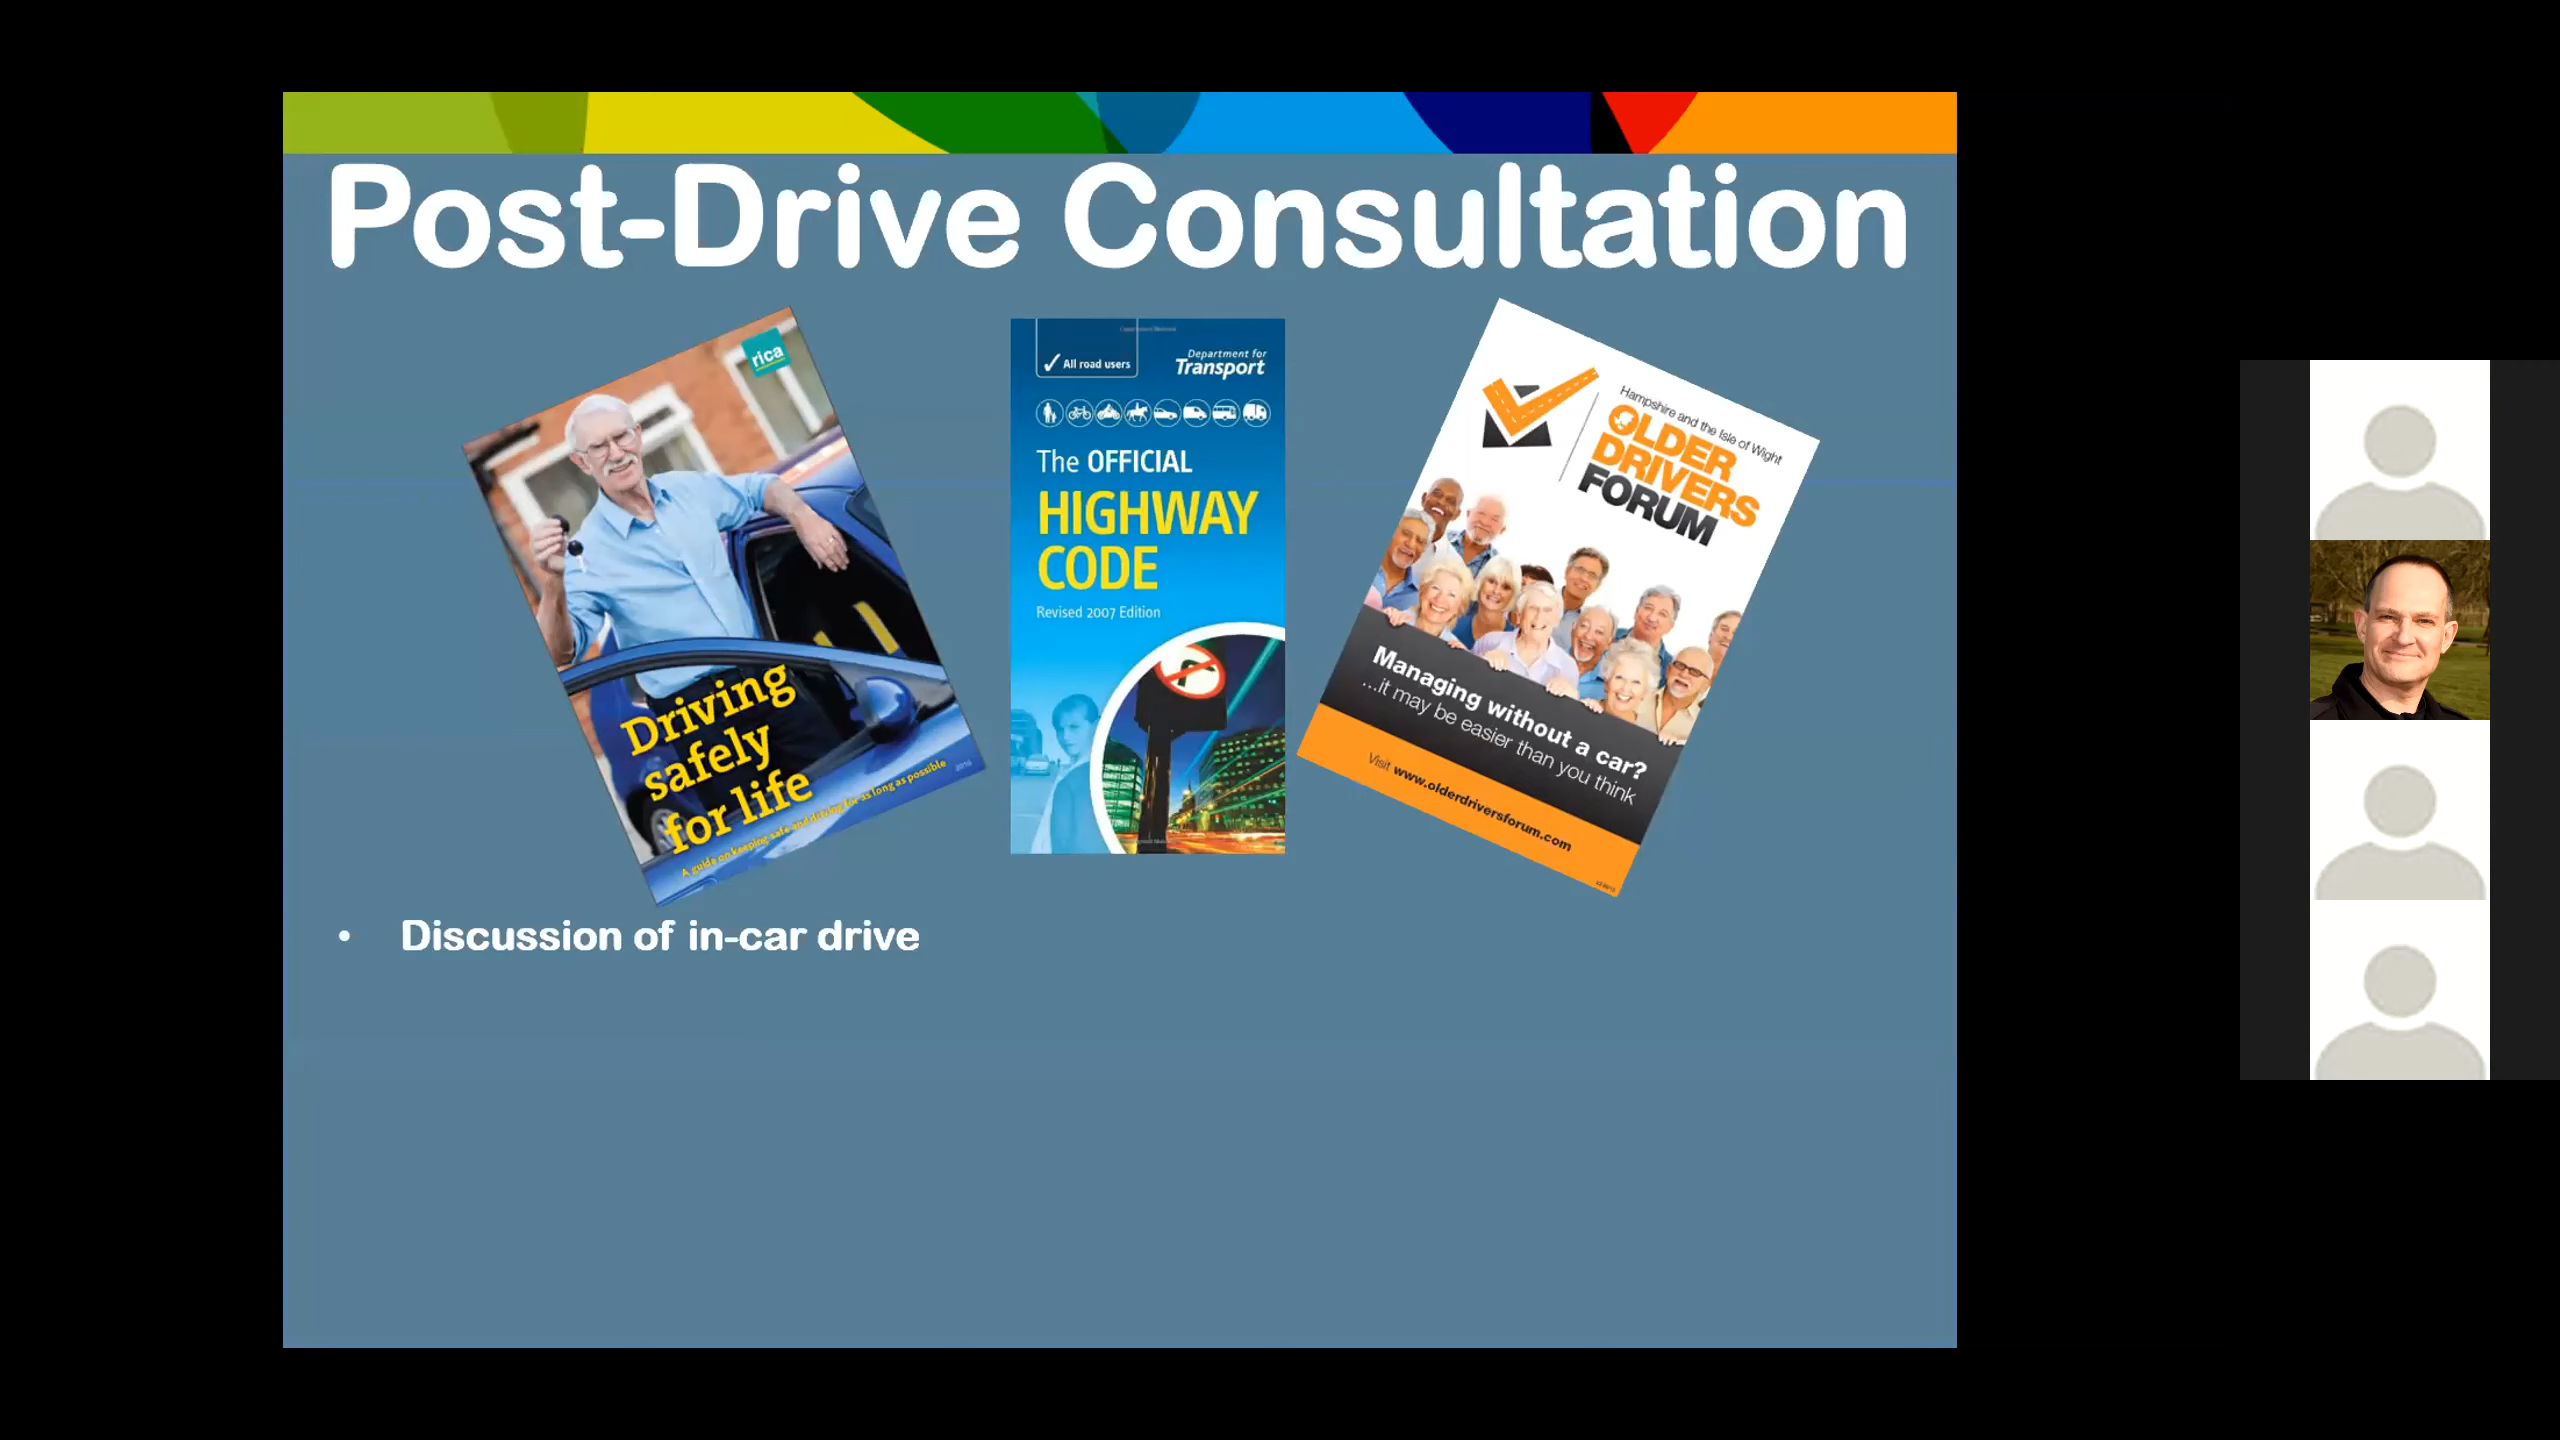 Post-Drive Consultation
rica
Driving
safely
for life
A guide on keeping safe and driving for as long as possible
2016
All road users
Department for
Transport
The OFFICIAL
HIGHWAY
CODE
Revised 2007 Edition
Hampshire and the Isle of Wight
OLDER
DRIVERS
FORUM
Managing without a car?
...it may be easier than you think
Visit www.olderdriversforum.com
• Discussion of in-car drive